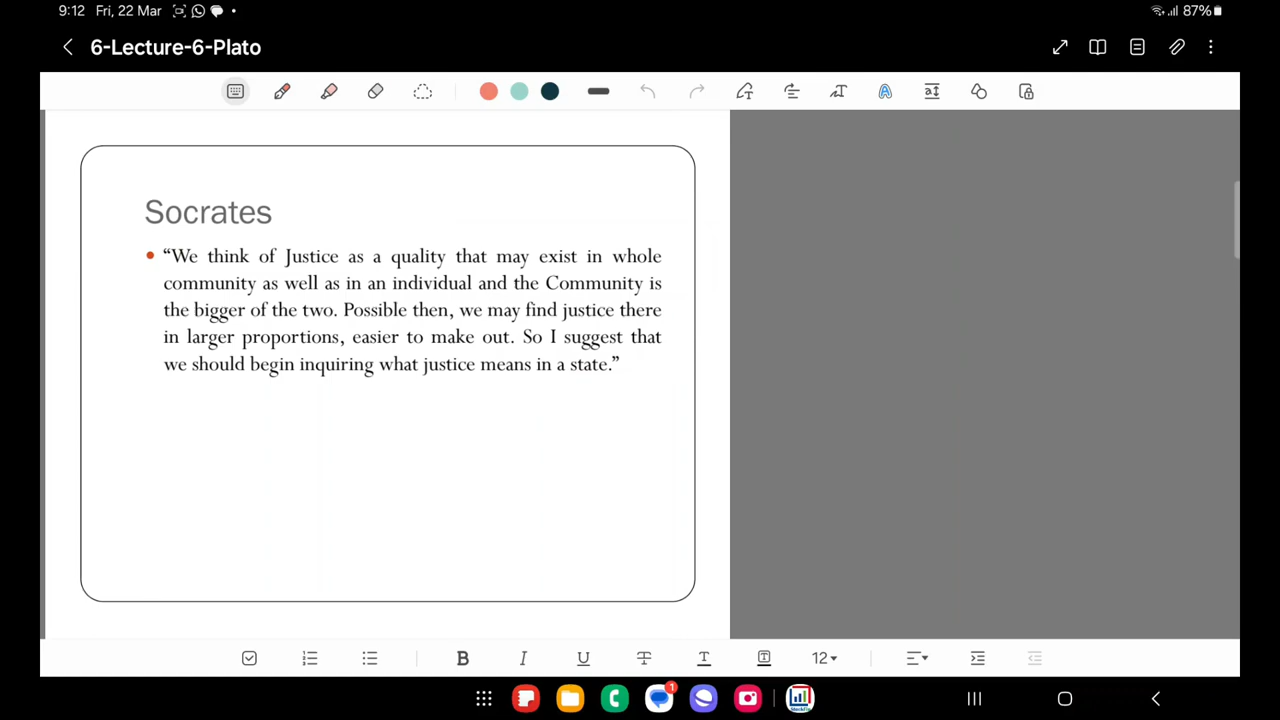 9:12 Fri, 22 Mar
87%
6-Lecture-6-Plato
Socrates
“We think of Justice as a quality that may exist in whole
community as well as in an individual and the Community is
the bigger of the two. Possible then, we may find justice there
in larger proportions, easier to make out. So I suggest that
we should begin inquiring what justice means in a state.”
B I U T T T 12
1